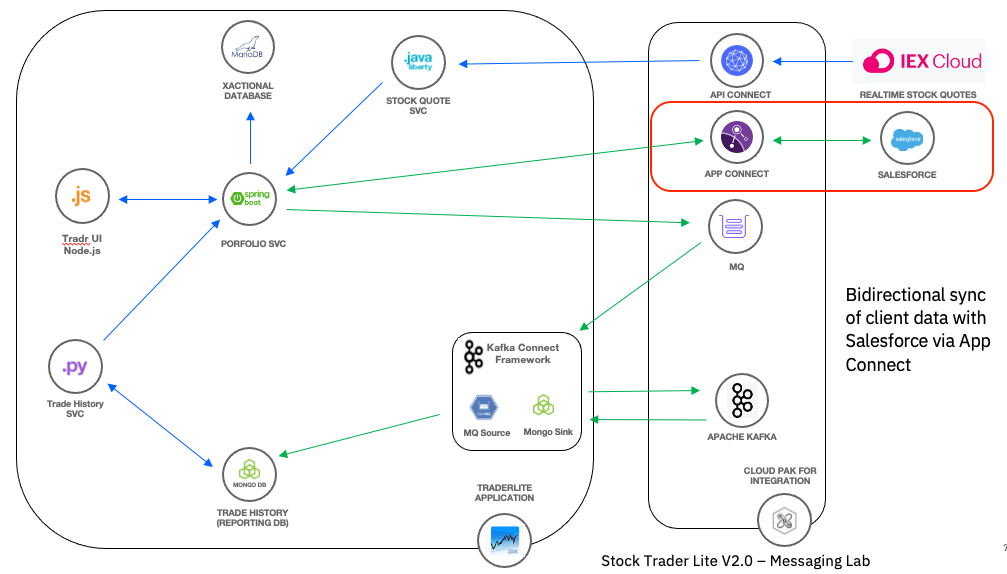 MariaDB
XACTIONAL
DATABASE
java
liberty
STOCK QUOTE
SVC
API CONNECT
IEX Cloud
REALTIME STOCK QUOTES
APP CONNECT
salesforce
SALESFORCE
.js
Tradr UI
Node.js
spring
boot
PORFOLIO SVC
MQ
Bidirectional sync
of client data with
Salesforce via App
Connect
.py
Trade History
SVC
Kafka Connect
Framework
MQ Source
Mongo Sink
APACHE KAFKA
MONGO DB
TRADE HISTORY
(REPORTING DB)
TRADERLITE
APPLICATION
CLOUD PAK FOR
INTEGRATION
Stock Trader Lite V2.0 – Messaging Lab